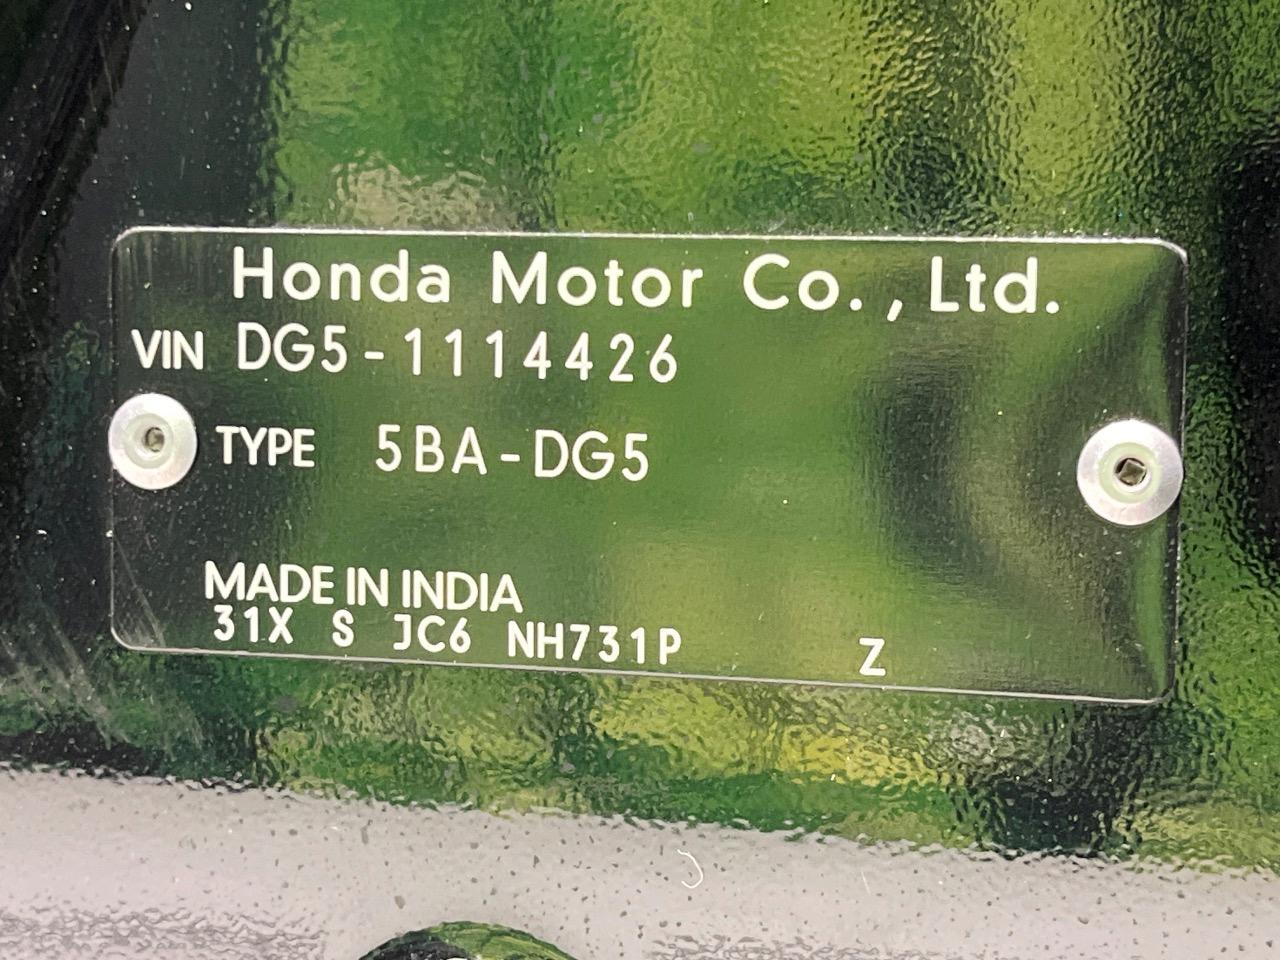 Honda Motor Co., Ltd.
VIN DG5-1114426
TYPE 5BA-DG5
MADE IN INDIA
31X S JC6 NH731P Z